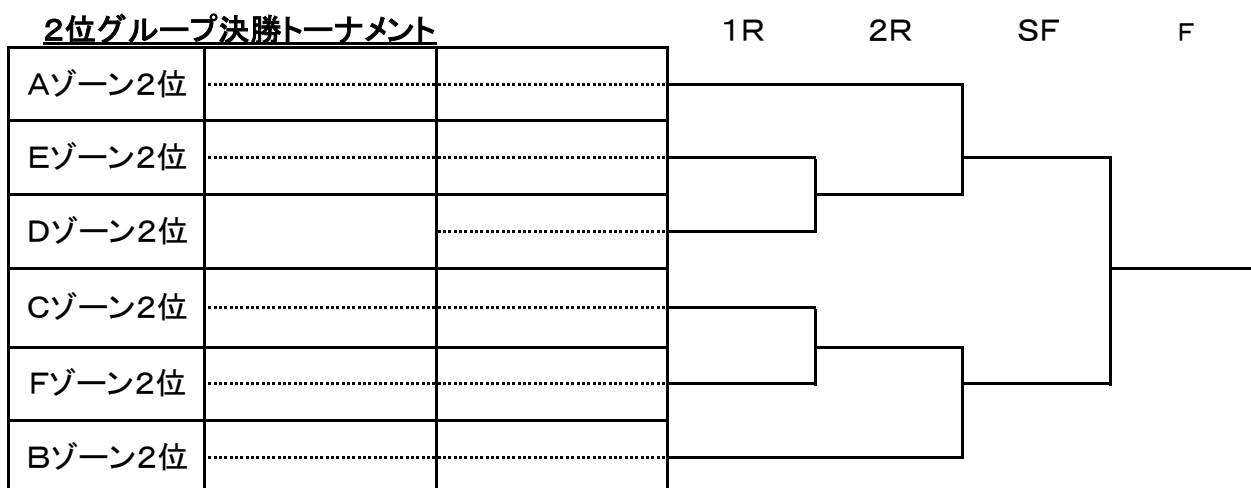 ２位グループ決勝トーナメント １Ｒ ２Ｒ ＳＦ Ｆ
Ａゾーン２位
Ｅゾーン２位
Ｄゾーン２位
Ｃゾーン２位
Ｆゾーン２位
Ｂゾーン２位